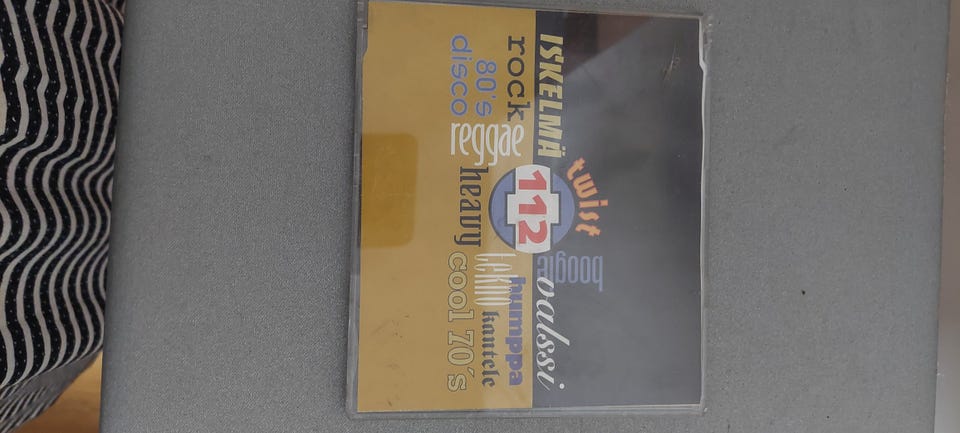 ISKELMÄ
rock
80's
disco
reggae
twist
112
heavy
boogie
tekno
valssi
humppa
kantele
cool 70's